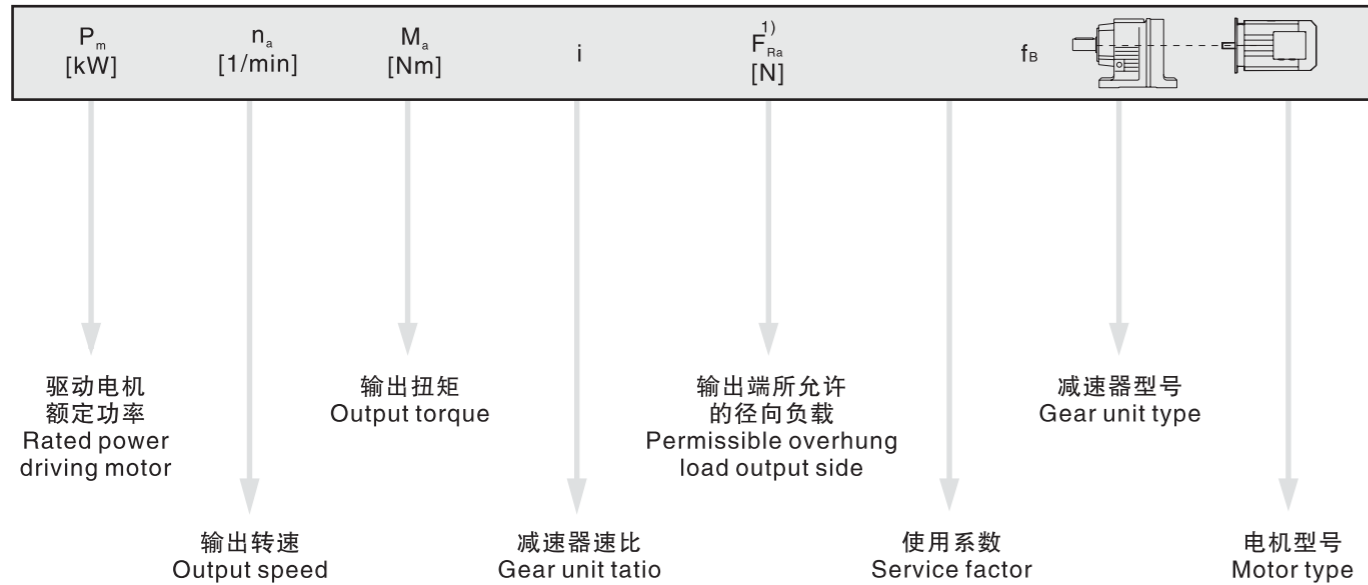 Pm
[kW]
na
[1/min]
Ma
[Nm]
i
FRa 1)
[N]
fB
驱动电机
额定功率
Rated power
driving motor
输出扭矩
Output torque
输出端所允许
的径向负载
Permissible overhung
load output side
减速器型号
Gear unit type
输出转速
Output speed
减速器速比
Gear unit tatio
使用系数
Service factor
电机型号
Motor type